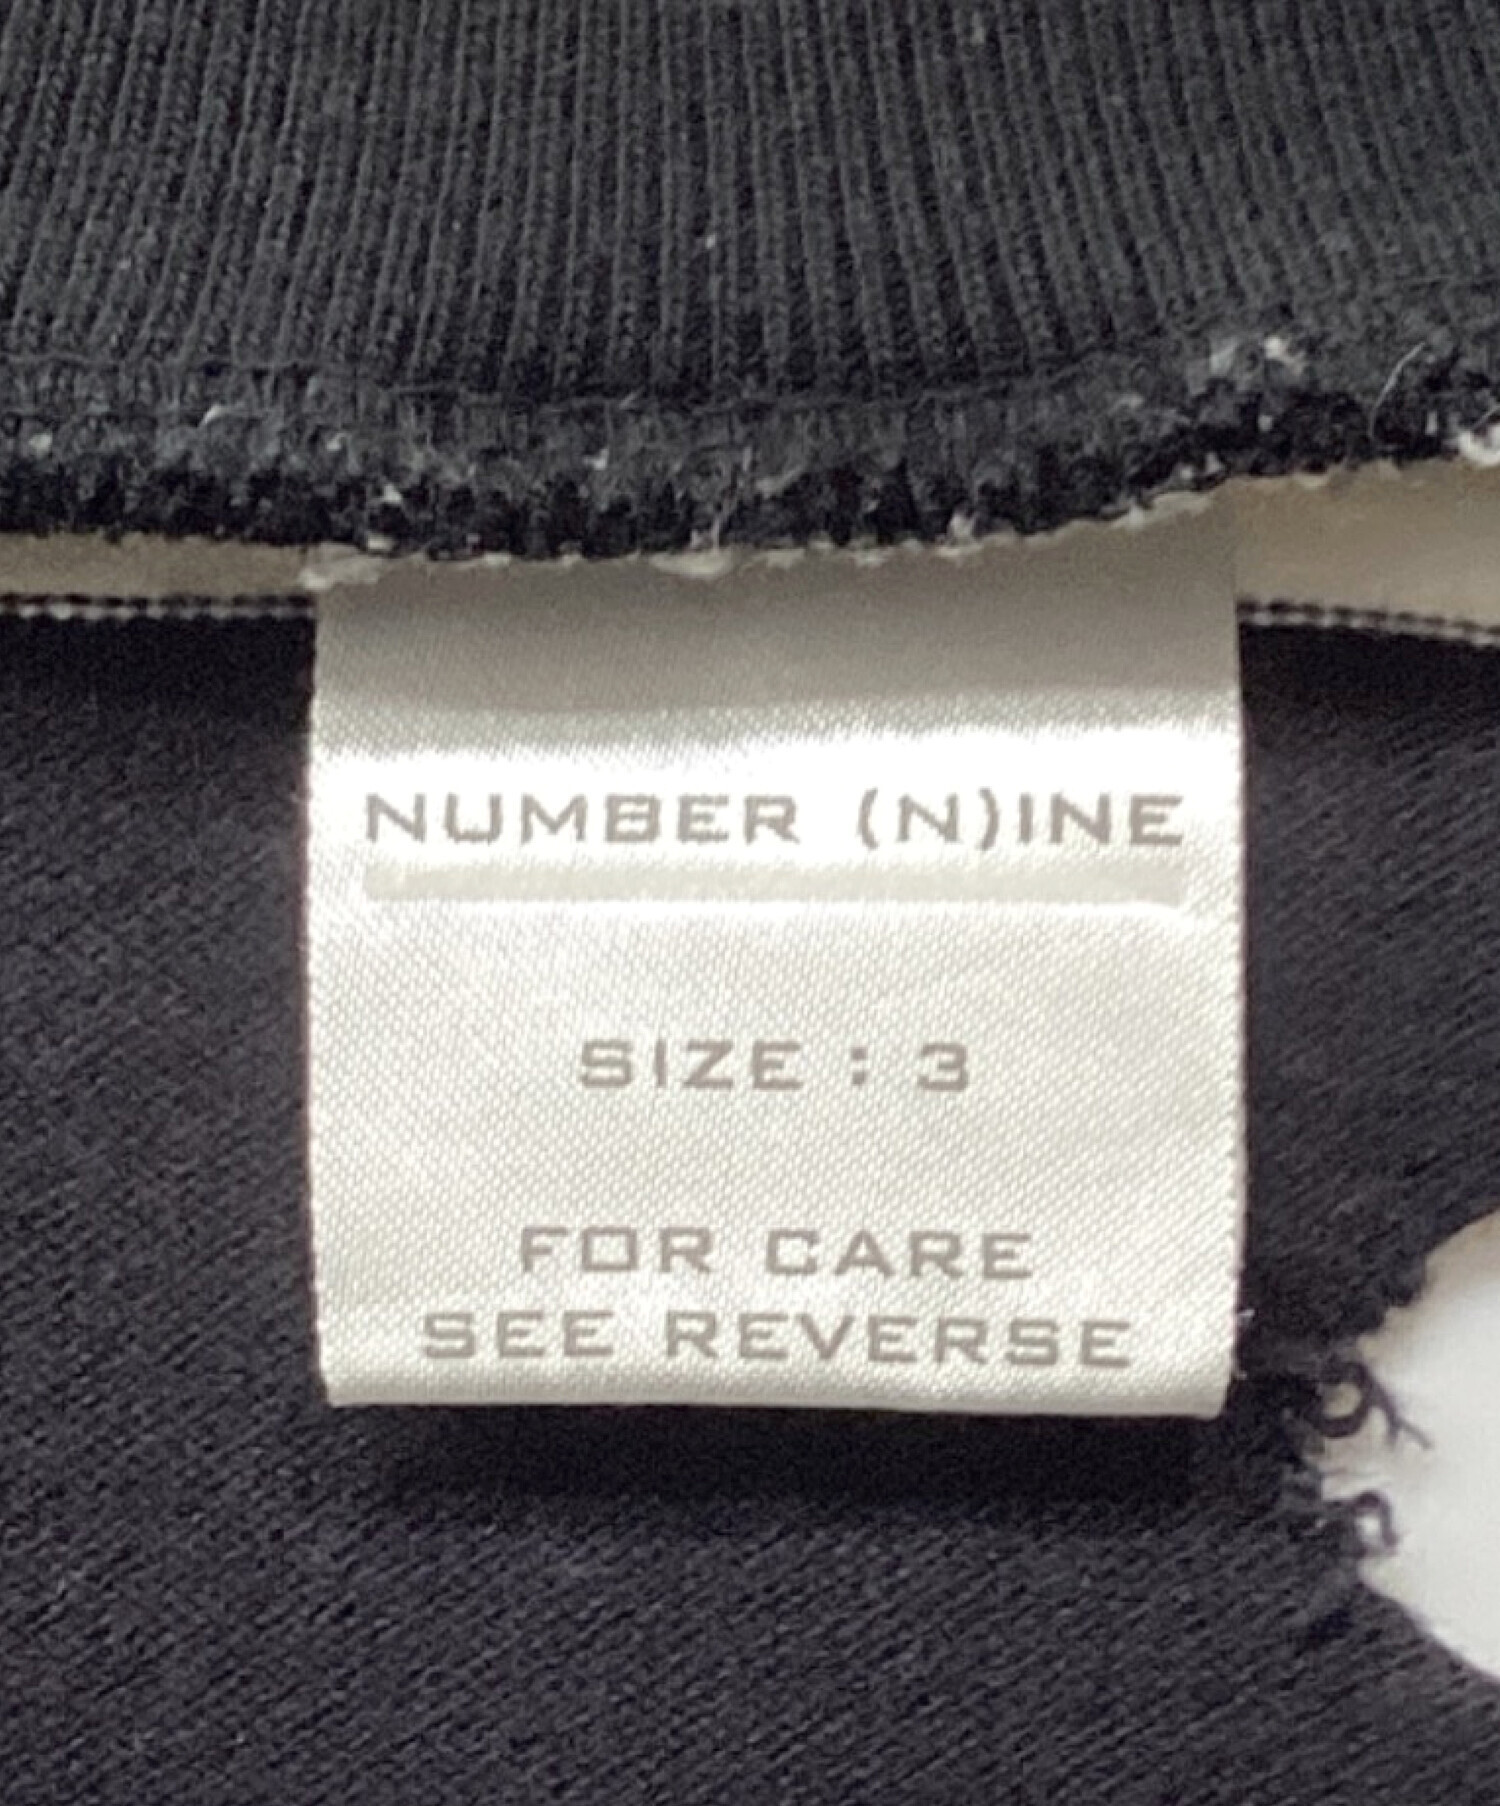 NUMBER (N)INE
SIZE : 3
FOR CARE
SEE REVERSE